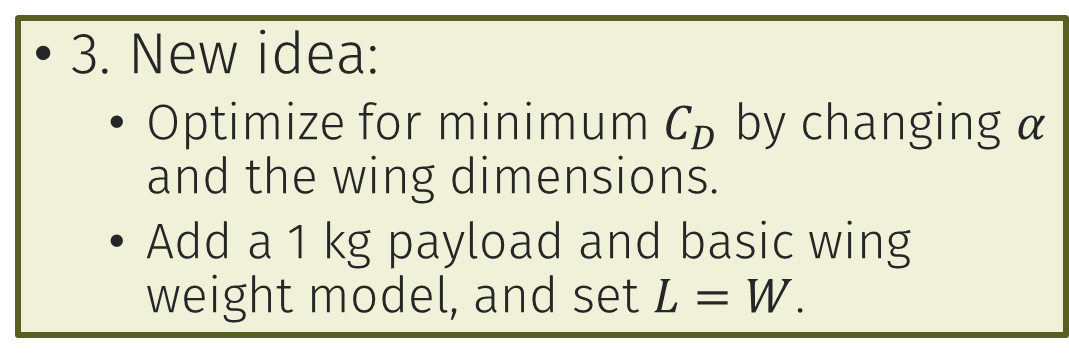 • 3. New idea:
• Optimize for minimum C_D by changing α
and the wing dimensions.
• Add a 1 kg payload and basic wing
weight model, and set L = W.